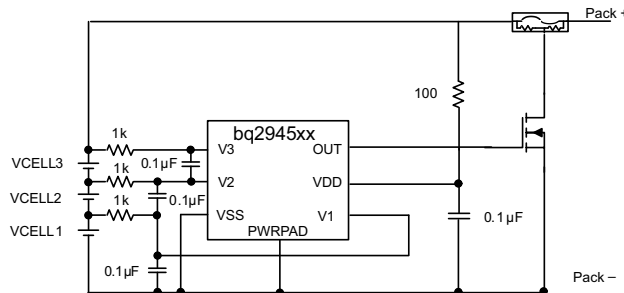 Pack +
100
1k
bq2945xx
V3
OUT
VCELL3
0.1µF
1k
V2
VDD
VCELL2
0.1µF
1k
VSS
V1
0.1µF
VCELL1
PWRPAD
0.1µF
Pack –